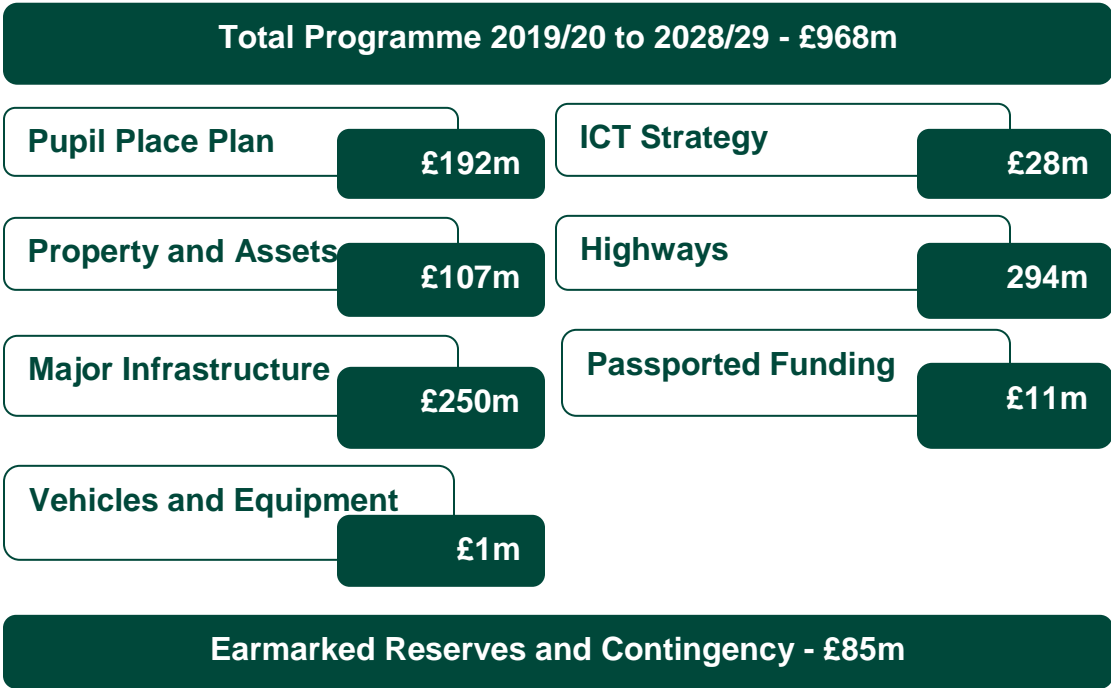 Total Programme 2019/20 to 2028/29 - £968m
Pupil Place Plan
£192m
ICT Strategy
£28m
Property and Assets
£107m
Highways
294m
Major Infrastructure
£250m
Passported Funding
£11m
Vehicles and Equipment
£1m
Earmarked Reserves and Contingency - £85m